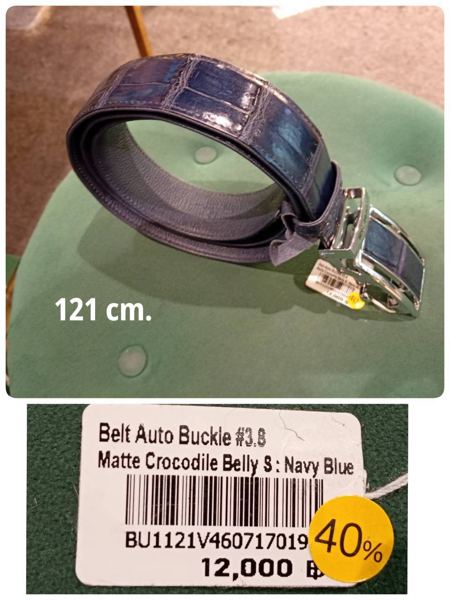 121 cm.
Belt Auto Buckle #3.8
Matte Crocodile Belly S : Navy Blue
BU1121V460717019
40%
12,000 ฿